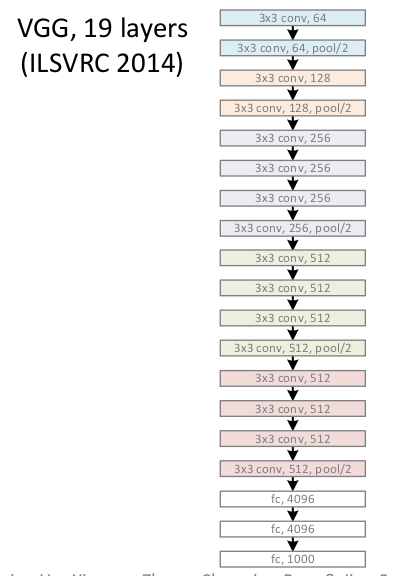 VGG, 19 layers
(ILSVRC 2014)
3x3 conv, 64
3x3 conv, 64, pool/2
3x3 conv, 128
3x3 conv, 128, pool/2
3x3 conv, 256
3x3 conv, 256
3x3 conv, 256
3x3 conv, 256, pool/2
3x3 conv, 512
3x3 conv, 512
3x3 conv, 512
3x3 conv, 512, pool/2
3x3 conv, 512
3x3 conv, 512
3x3 conv, 512
3x3 conv, 512, pool/2
fc, 4096
fc, 4096
fc, 1000